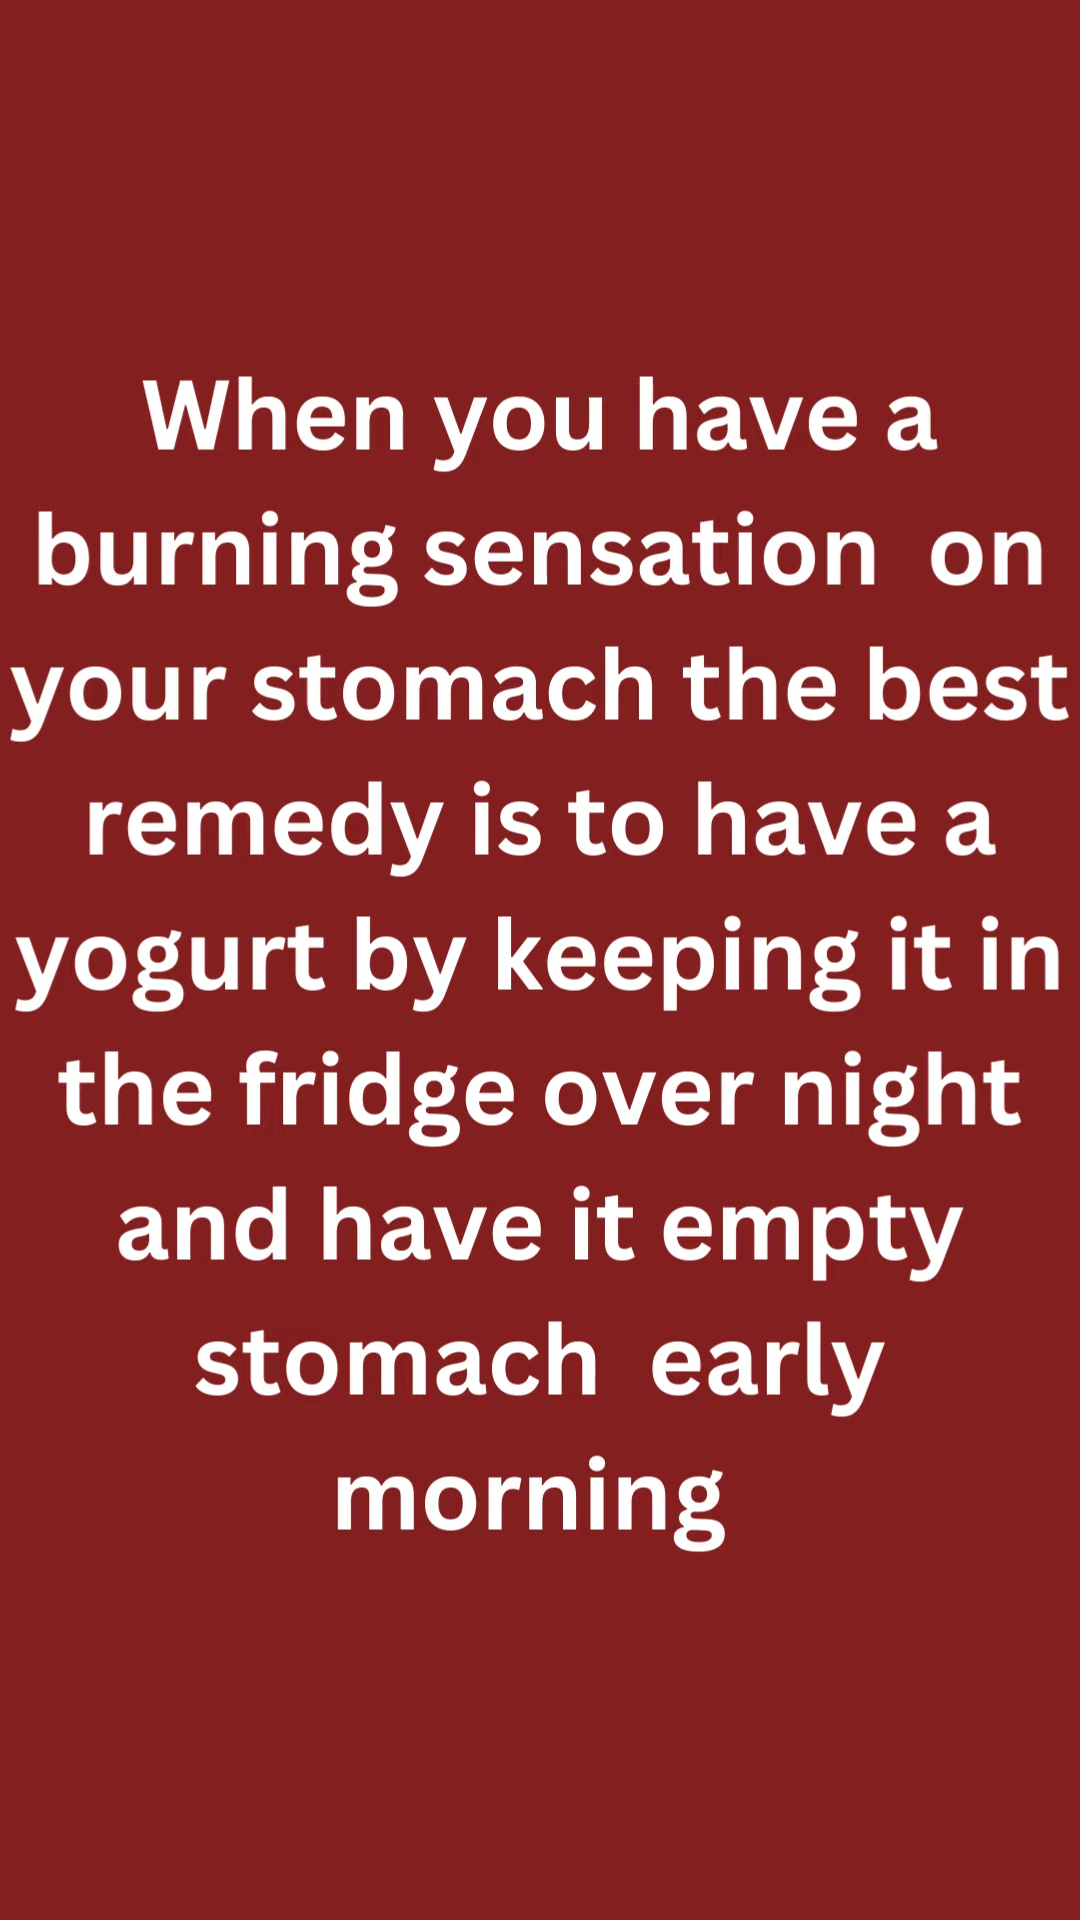 When you have a
burning sensation  on
your stomach the best
remedy is to have a
yogurt by keeping it in
the fridge over night
and have it empty
stomach  early
morning